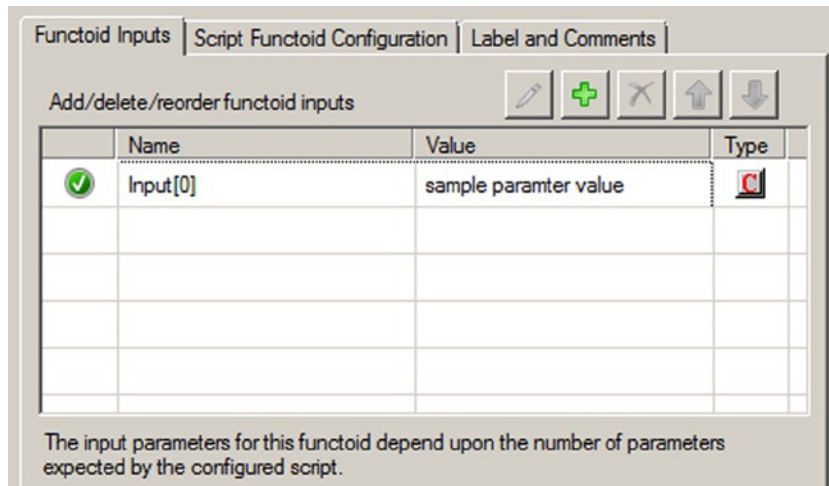 Functoid Inputs Script Functoid Configuration Label and Comments
Add/delete/reorder functoid inputs
Name Value Type
Input[0] sample paramter value C
The input parameters for this functoid depend upon the number of parameters
expected by the configured script.